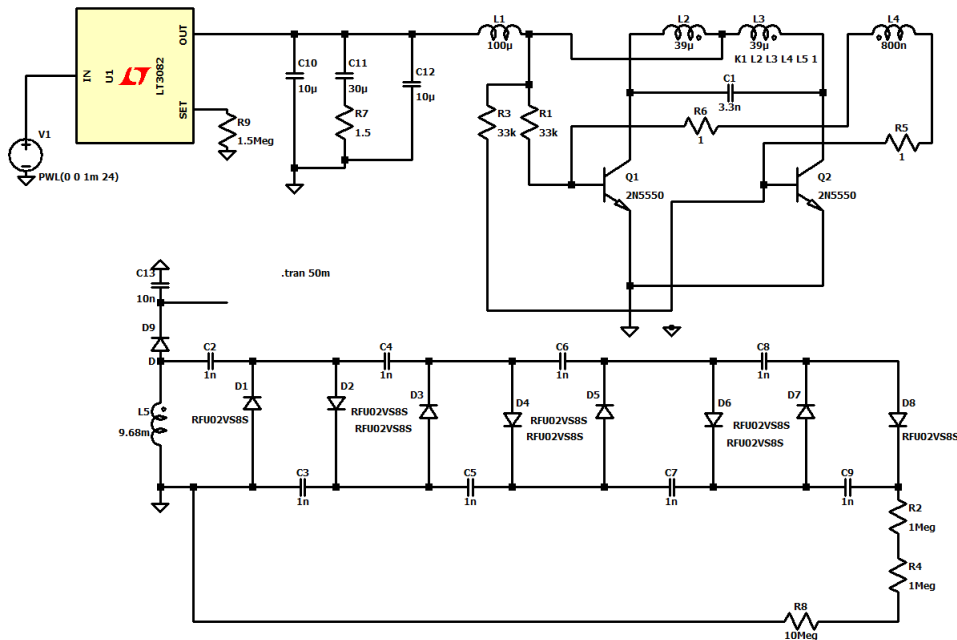 L1
100µ
L2
39µ
L3
39µ
K1 L2 L3 L4 L5 1
L4
800n
OUT
IN
U1
LT3082
SET
C10
10µ
C11
30µ
C12
10µ
R7
1.5
R9
1.5Meg
V1
PWL(0 0 1m 24)
R3
33k
R1
33k
C1
3.3n
R6
1
R5
1
Q1
2N5550
Q2
2N5550
C13
10n
.tran 50m
D9
D
C2
1n
C4
1n
C6
1n
C8
1n
L5
9.68m
D1
RFU02VS8S
D2
RFU02VS8S
D3
RFU02VS8S
D4
RFU02VS8S
D5
RFU02VS8S
D6
RFU02VS8S
D7
RFU02VS8S
D8
RFU02VS8S
C3
1n
C5
1n
C7
1n
C9
1n
R2
1Meg
R4
1Meg
R8
10Meg